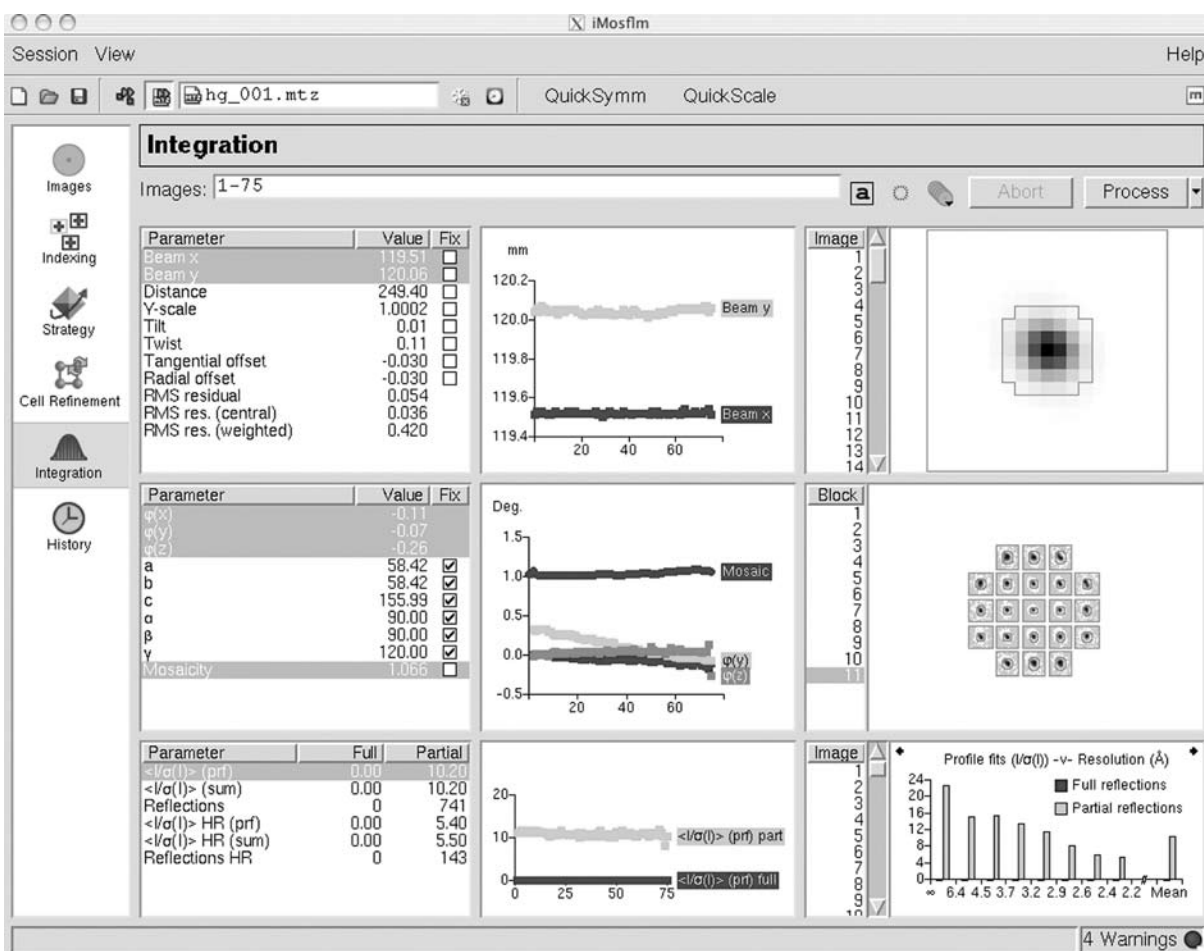 iMosflm
Session View Help
hg_001.mtz QuickSymm QuickScale m
Integration
Images: 1-75 a Abort Process
Images
Indexing
Strategy
Cell Refinement
Integration
History
Parameter Value Fix
Beam x 119.51
Beam y 120.06
Distance 249.40
Y-scale 1.0002
Tilt 0.01
Twist 0.11
Tangential offset -0.030
Radial offset -0.030
RMS residual 0.054
RMS res. (central) 0.036
RMS res. (weighted) 0.420
mm
120.2
120.0
119.8
119.6
119.4
20 40 60
Beam y
Beam x
Image
1
2
3
4
5
6
7
8
9
10
11
12
13
14
Parameter Value Fix
φ(x) -0.11
φ(y) -0.07
φ(z) -0.26
a 58.42
b 58.42
c 155.99
α 90.00
β 90.00
γ 120.00
Mosaicity 1.066
Deg.
1.5
1.0
0.5
0.0
-0.5
20 40 60
Mosaic
φ(y)
φ(z)
Block
1
2
3
4
5
6
7
8
9
10
11
Parameter Full Partial
<I/σ(I)> (prf) 0.00 10.20
<I/σ(I)> (sum) 0.00 10.20
Reflections 0 741
<I/σ(I)> HR (prf) 0.00 5.40
<I/σ(I)> HR (sum) 0.00 5.50
Reflections HR 0 143
20
10
0
0 25 50 75
<I/σ(I)> (prf) part
<I/σ(I)> (prf) full
Image
1
2
3
4
5
6
7
8
9
10
Profile fits (I/σ(I)) -v- Resolution (Å)
Full reflections
Partial reflections
24
20
16
12
8
4
0
∞ 6.4 4.5 3.7 3.2 2.9 2.6 2.4 2.2 Mean
4 Warnings